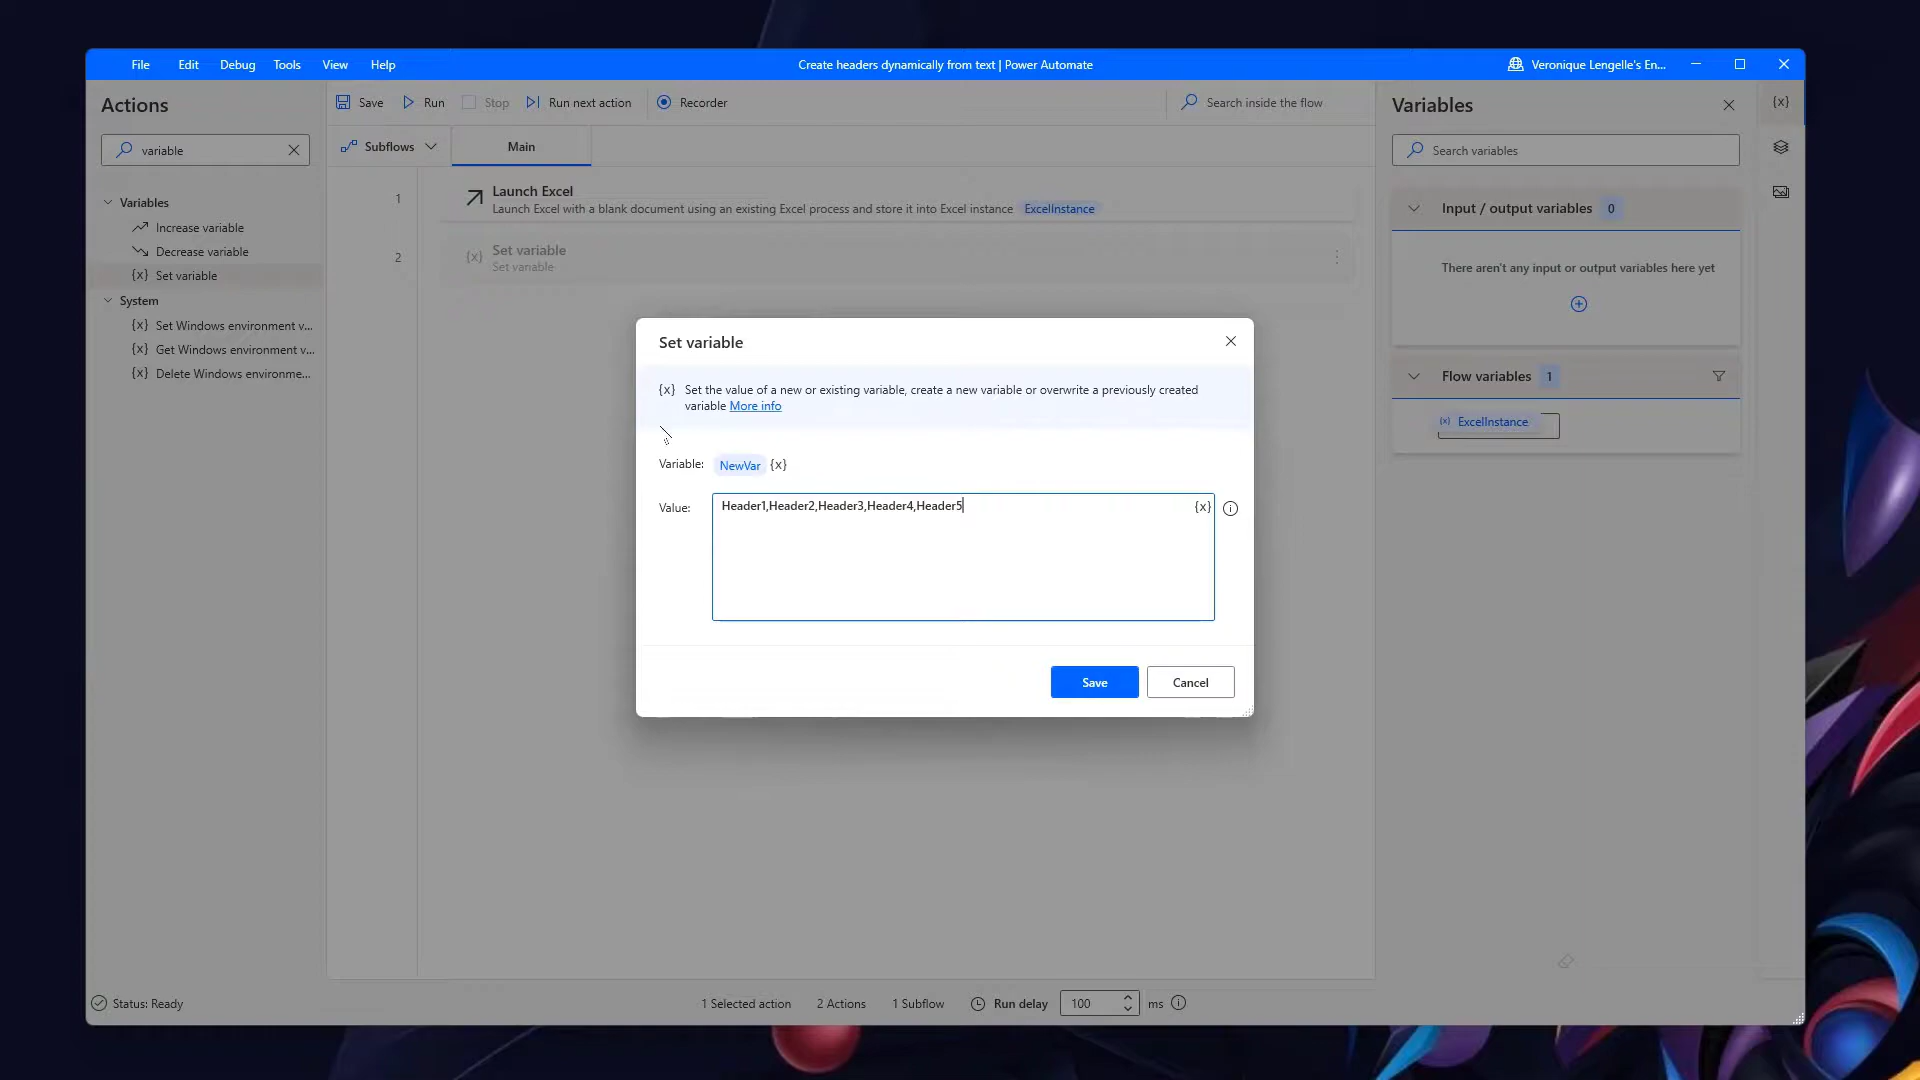 File Edit Debug Tools View Help
Create headers dynamically from text | Power Automate
Veronique Lengelle's En...
Actions
variable
Variables
Increase variable
Decrease variable
{x} Set variable
System
{x} Set Windows environment v...
{x} Get Windows environment v...
{x} Delete Windows environme...
Save Run Stop Run next action Recorder
Search inside the flow
Subflows Main
1
Launch Excel
Launch Excel with a blank document using an existing Excel process and store it into Excel instance ExcelInstance
2
{x} Set variable
Set variable
Set variable
{x} Set the value of a new or existing variable, create a new variable or overwrite a previously created
variable More info
Variable: NewVar {x}
Value: Header1,Header2,Header3,Header4,Header5 {x}
Save Cancel
Variables
{x}
Search variables
Input / output variables 0
There aren't any input or output variables here yet
Flow variables 1
(x) ExcelInstance
Status: Ready
1 Selected action 2 Actions 1 Subflow Run delay 100 ms